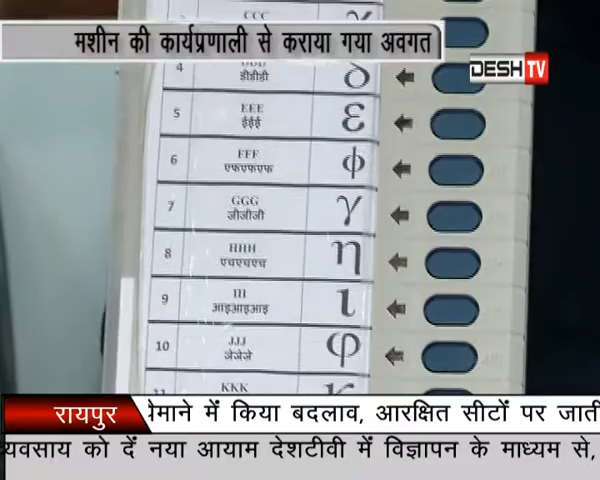 CCC
मशीन की कार्यप्रणाली से कराया गया अवगत
DESH TV
4 डीडीडी δ
5 EEE ε
ईईई
6 FFF ϕ
एफएफएफ
7 GGG γ
जीजीजी
8 HHH η
एचएचएच
9 III ι
आइआइआइ
10 JJJ φ
जेजेजे
KKK
रायपुर मैमाने में किया बदलाव, आरक्षित सीटों पर जाती
व्यवसाय को दें नया आयाम देशटीवी में विज्ञापन के माध्यम से,